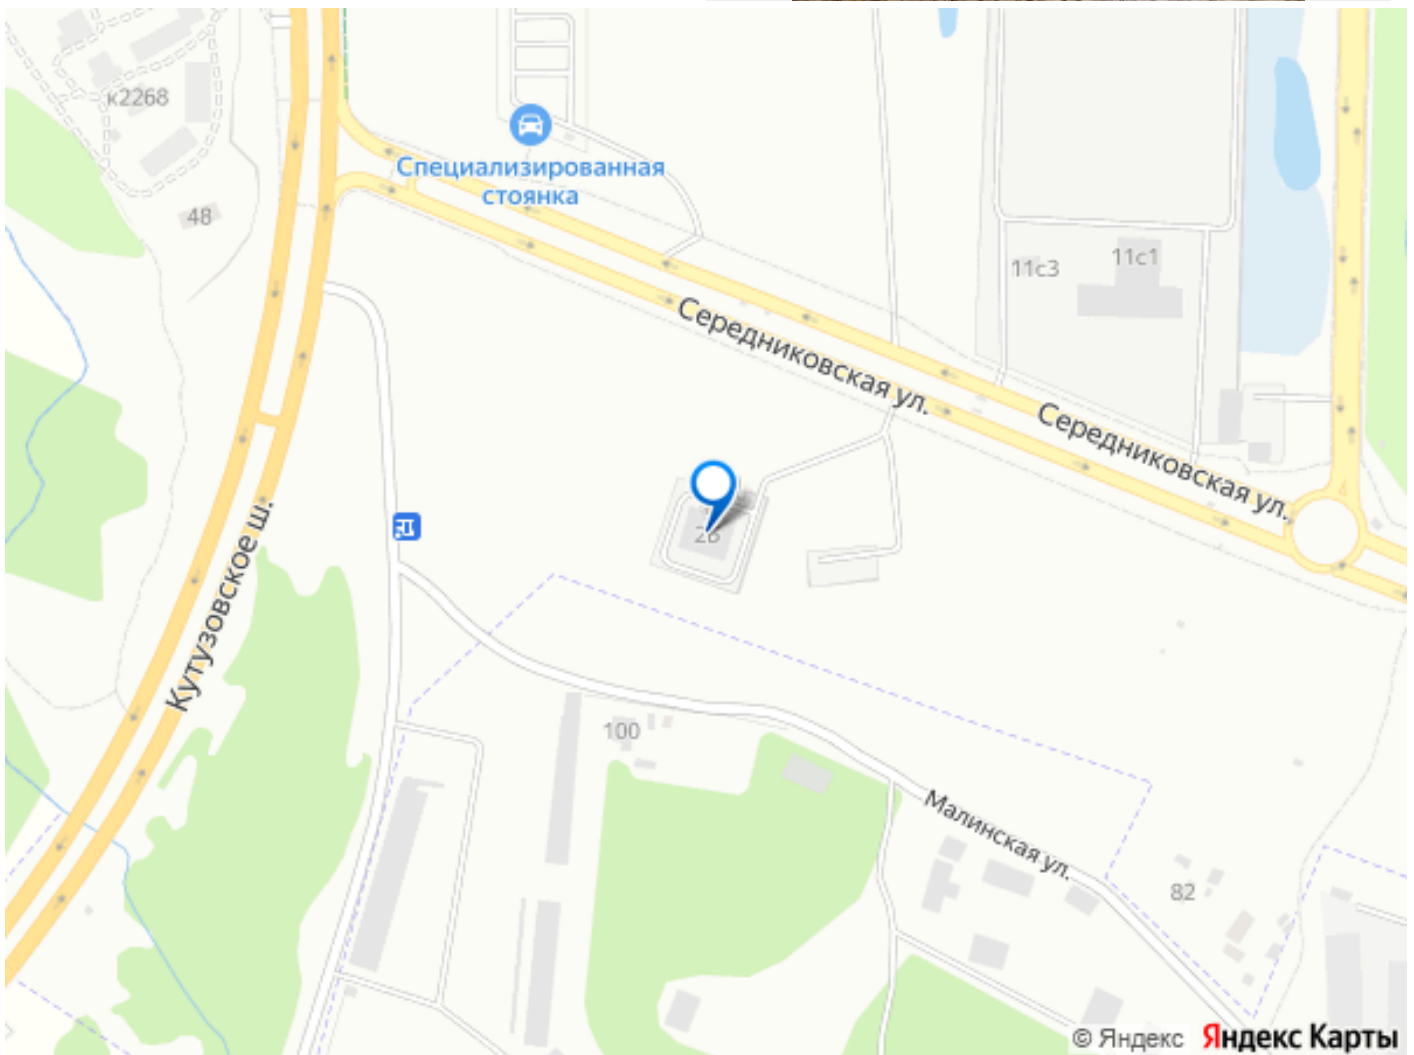 к2268
Специализированная
стоянка
48
11с3
11с1
Середниковская ул.
Середниковская ул.
Кутузовское ш.
100
Малинская ул.
82
© Яндекс Яндекс Карты